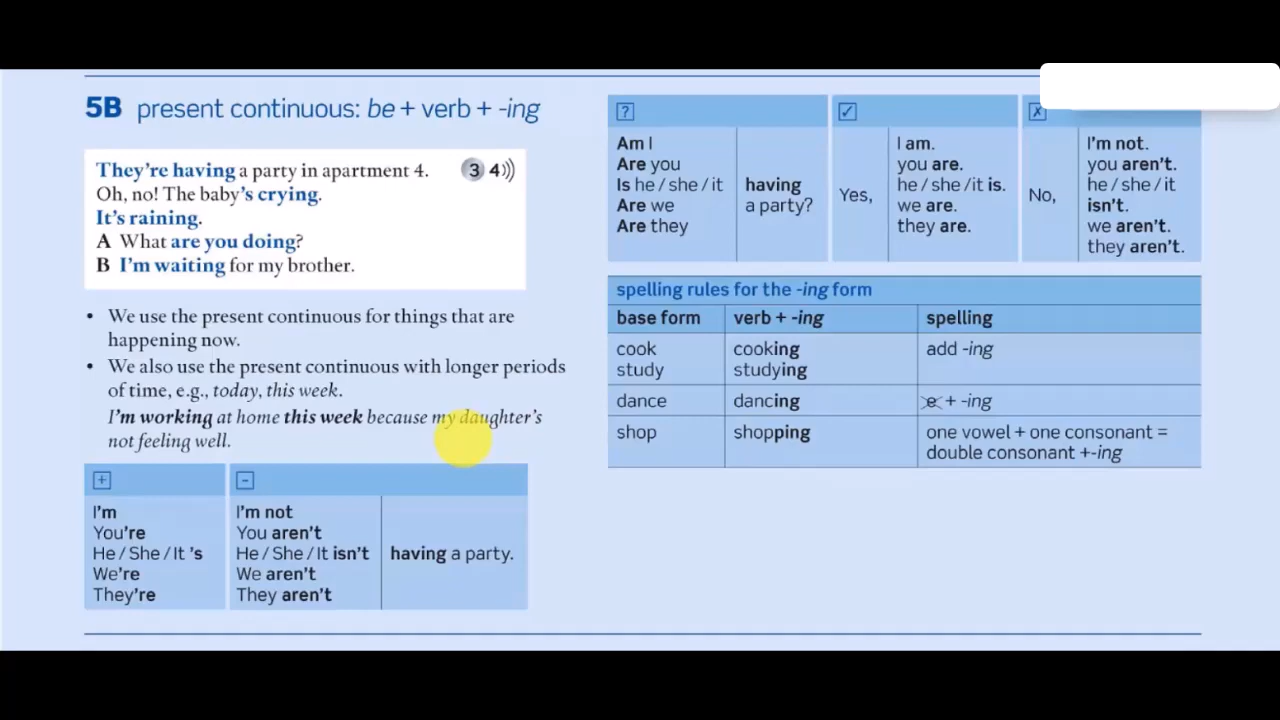 5B present continuous: be + verb + -ing
They're having a party in apartment 4. 3 4
Oh, no! The baby's crying.
It's raining.
A What are you doing?
B I'm waiting for my brother.
• We use the present continuous for things that are
happening now.
• We also use the present continuous with longer periods
of time, e.g., today, this week.
I'm working at home this week because my daughter's
not feeling well.
+ -
I'm I'm not
You're You aren't
He / She / It 's He / She / It isn't having a party.
We're We aren't
They're They aren't
? ✓ ✗
Am I I am. I'm not.
Are you you are. you aren't.
Is he / she / it having he / she /it is. he / she / it
Are we a party? Yes, we are. No, isn't.
Are they they are. we aren't.
they aren't.
spelling rules for the -ing form
base form verb + -ing spelling
cook cooking add -ing
study studying
dance dancing e + -ing
shop shopping one vowel + one consonant =
double consonant +-ing